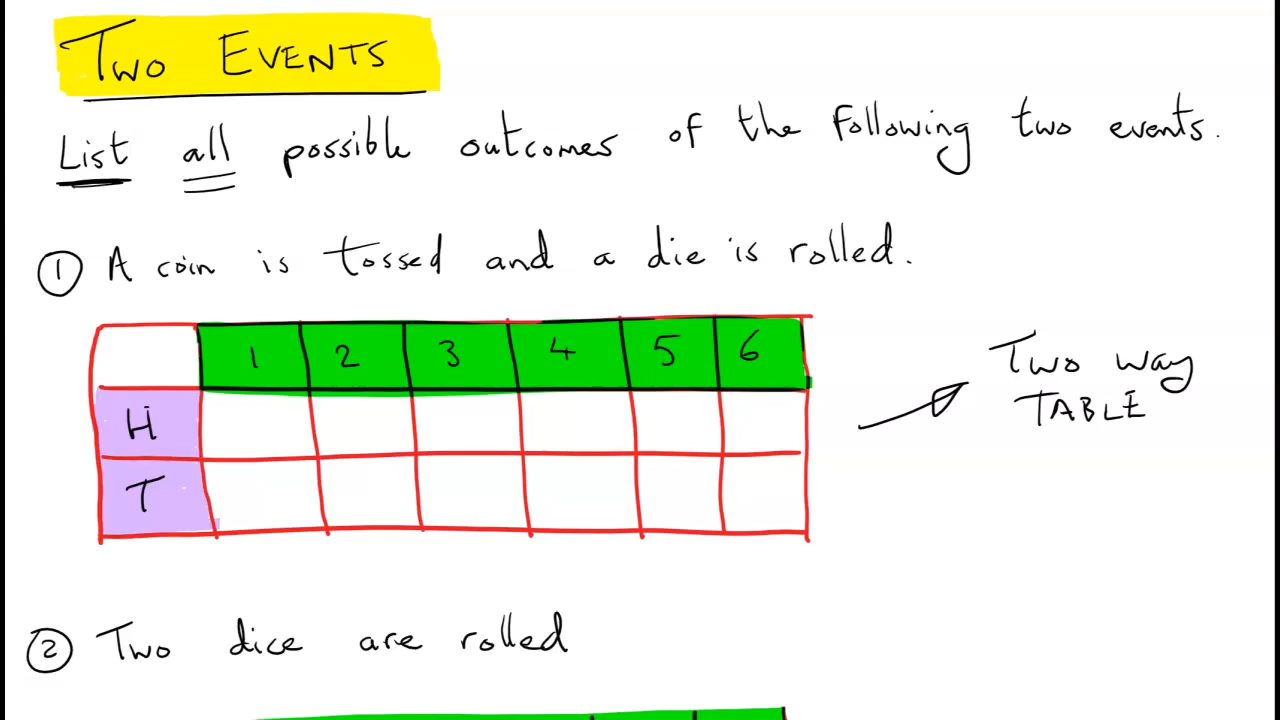 Two Events
List all possible outcomes of the following two events.
① A coin is tossed and a die is rolled.
1 2 3 4 5 6
H
T
Two way
TABLE
② Two dice are rolled